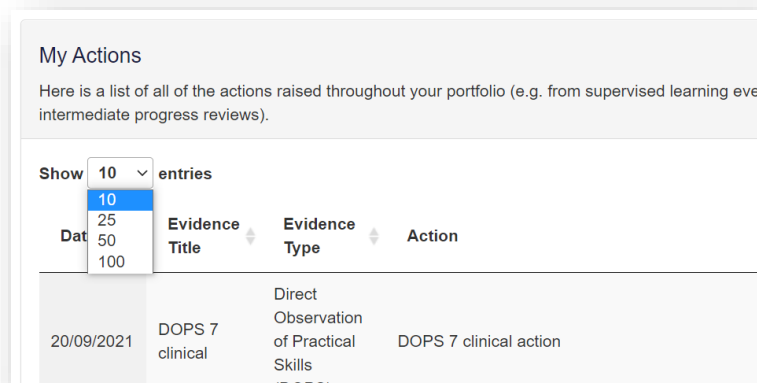 My Actions
Here is a list of all of the actions raised throughout your portfolio (e.g. from supervised learning eve
intermediate progress reviews).
Show 10 entries
10
25
50
100
Dat
Evidence
Title
Evidence
Type
Action
20/09/2021
DOPS 7
clinical
Direct
Observation
of Practical
Skills
DOPS 7 clinical action